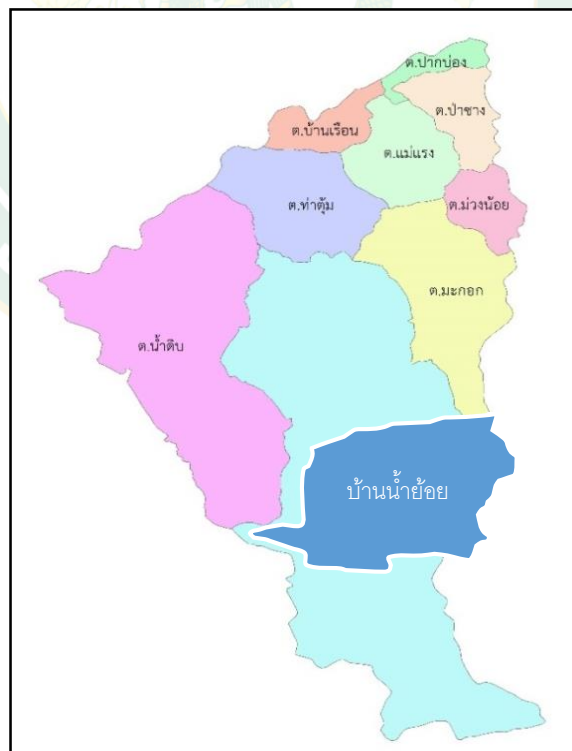 ต.ปากบ่อง
ต.ป่าซาง
ต.บ้านเรือน
ต.แม่แรง
ต.ท่าตุ้ม
ต.ม่วงน้อย
ต.มะกอก
ต.น้ำดิบ
บ้านน้ำย้อย